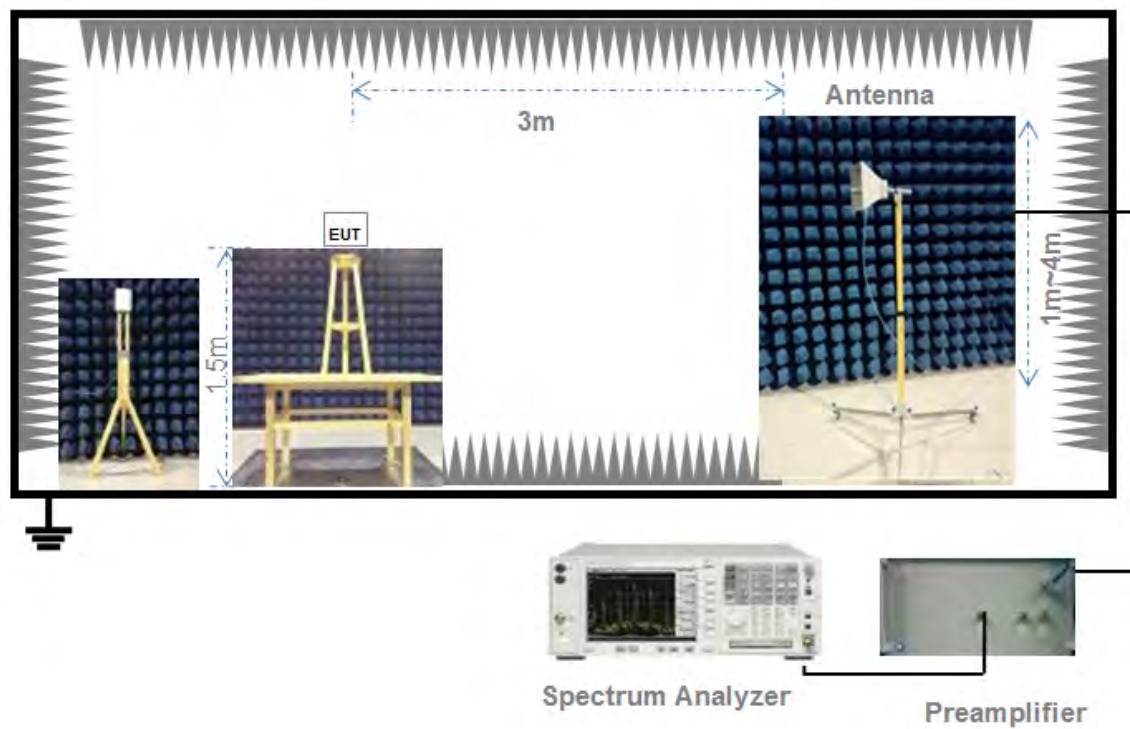 Antenna
3m
EUT
1.5m
1m~4m
Spectrum Analyzer
Preamplifier